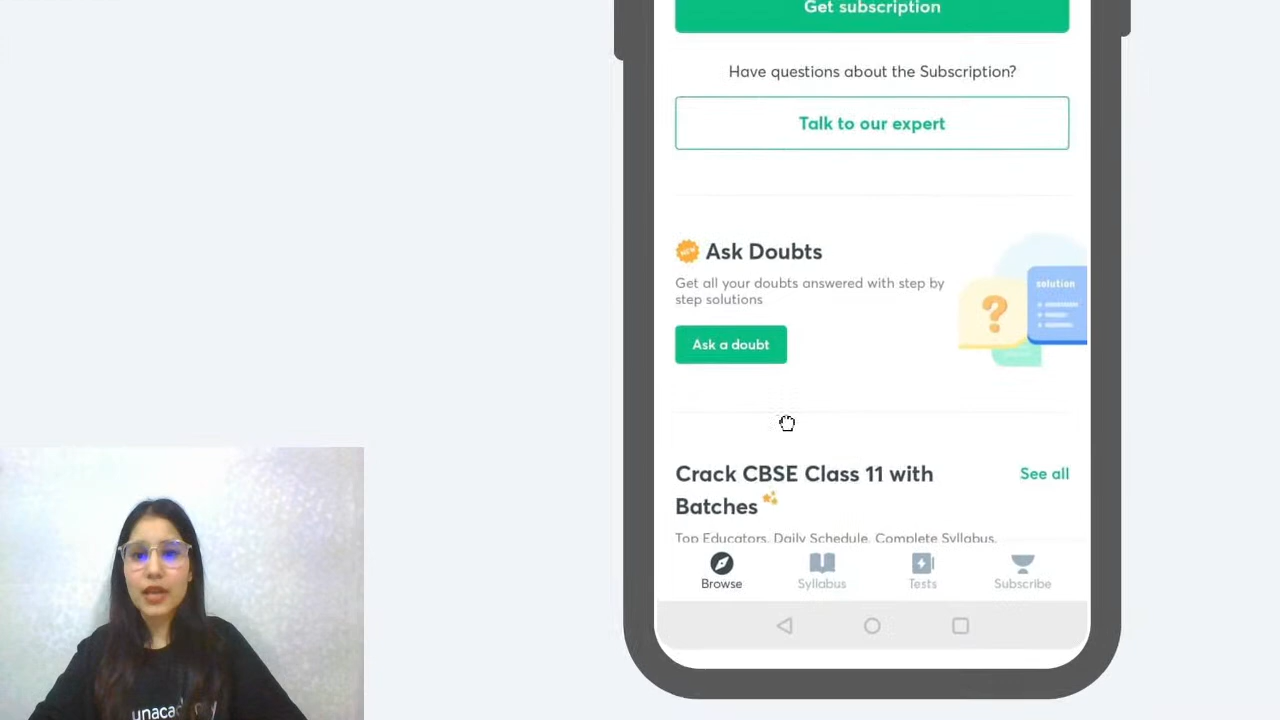 Get subscription
Have questions about the Subscription?
Talk to our expert
NEW Ask Doubts
Get all your doubts answered with step by
step solutions
solution
?
Ask a doubt
Crack CBSE Class 11 with
See all
Batches
Top Educators, Daily Schedule, Complete Syllabus,
Browse
Syllabus
Tests
Subscribe